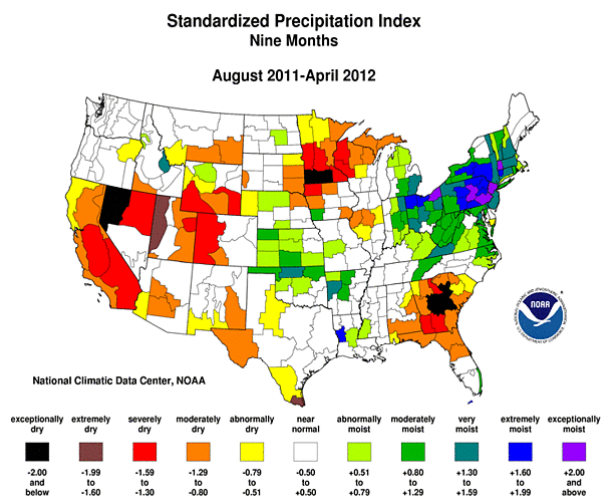 Standardized Precipitation Index
Nine Months
August 2011-April 2012
NOAA
National Climatic Data Center, NOAA
exceptionally dry
extremely dry
severely dry
moderately dry
abnormally dry
near normal
abnormally moist
moderately moist
very moist
extremely moist
exceptionally moist
-2.00 and below
-1.99 to -1.60
-1.59 to -1.30
-1.29 to -0.80
-0.79 to -0.51
-0.50 to +0.50
+0.51 to +0.79
+0.80 to +1.29
+1.30 to +1.59
+1.60 to +1.99
+2.00 and above